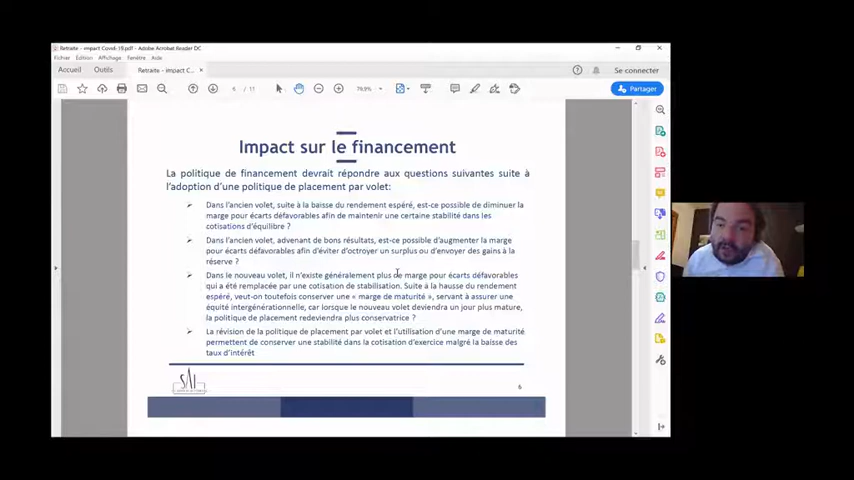 Retraite - Impact Covid-19.pdf - Adobe Acrobat Reader DC
Fichier Édition Affichage Fenêtre Aide
Accueil Outils Retraite - Impact C... × Se connecter
6 / 11 79,9% Partager
Impact sur le financement
La politique de financement devrait répondre aux questions suivantes suite à
l'adoption d'une politique de placement par volet:
Dans l'ancien volet, suite à la baisse du rendement espéré, est-ce possible de diminuer la
marge pour écarts défavorables afin de maintenir une certaine stabilité dans les
cotisations d'équilibre ?
Dans l'ancien volet, advenant de bons résultats, est-ce possible d'augmenter la marge
pour écarts défavorables afin d'éviter d'octroyer un surplus ou d'envoyer des gains à la
réserve ?
Dans le nouveau volet, il n'existe généralement plus de marge pour écarts défavorables
qui a été remplacée par une cotisation de stabilisation. Suite à la hausse du rendement
espéré, veut-on toutefois conserver une « marge de maturité », servant à assurer une
équité intergénérationnelle, car lorsque le nouveau volet deviendra un jour plus mature,
la politique de placement redeviendra plus conservatrice ?
La révision de la politique de placement par volet et l'utilisation d'une marge de maturité
permettent de conserver une stabilité dans la cotisation d'exercice malgré la baisse des
taux d'intérêt
SAI
6